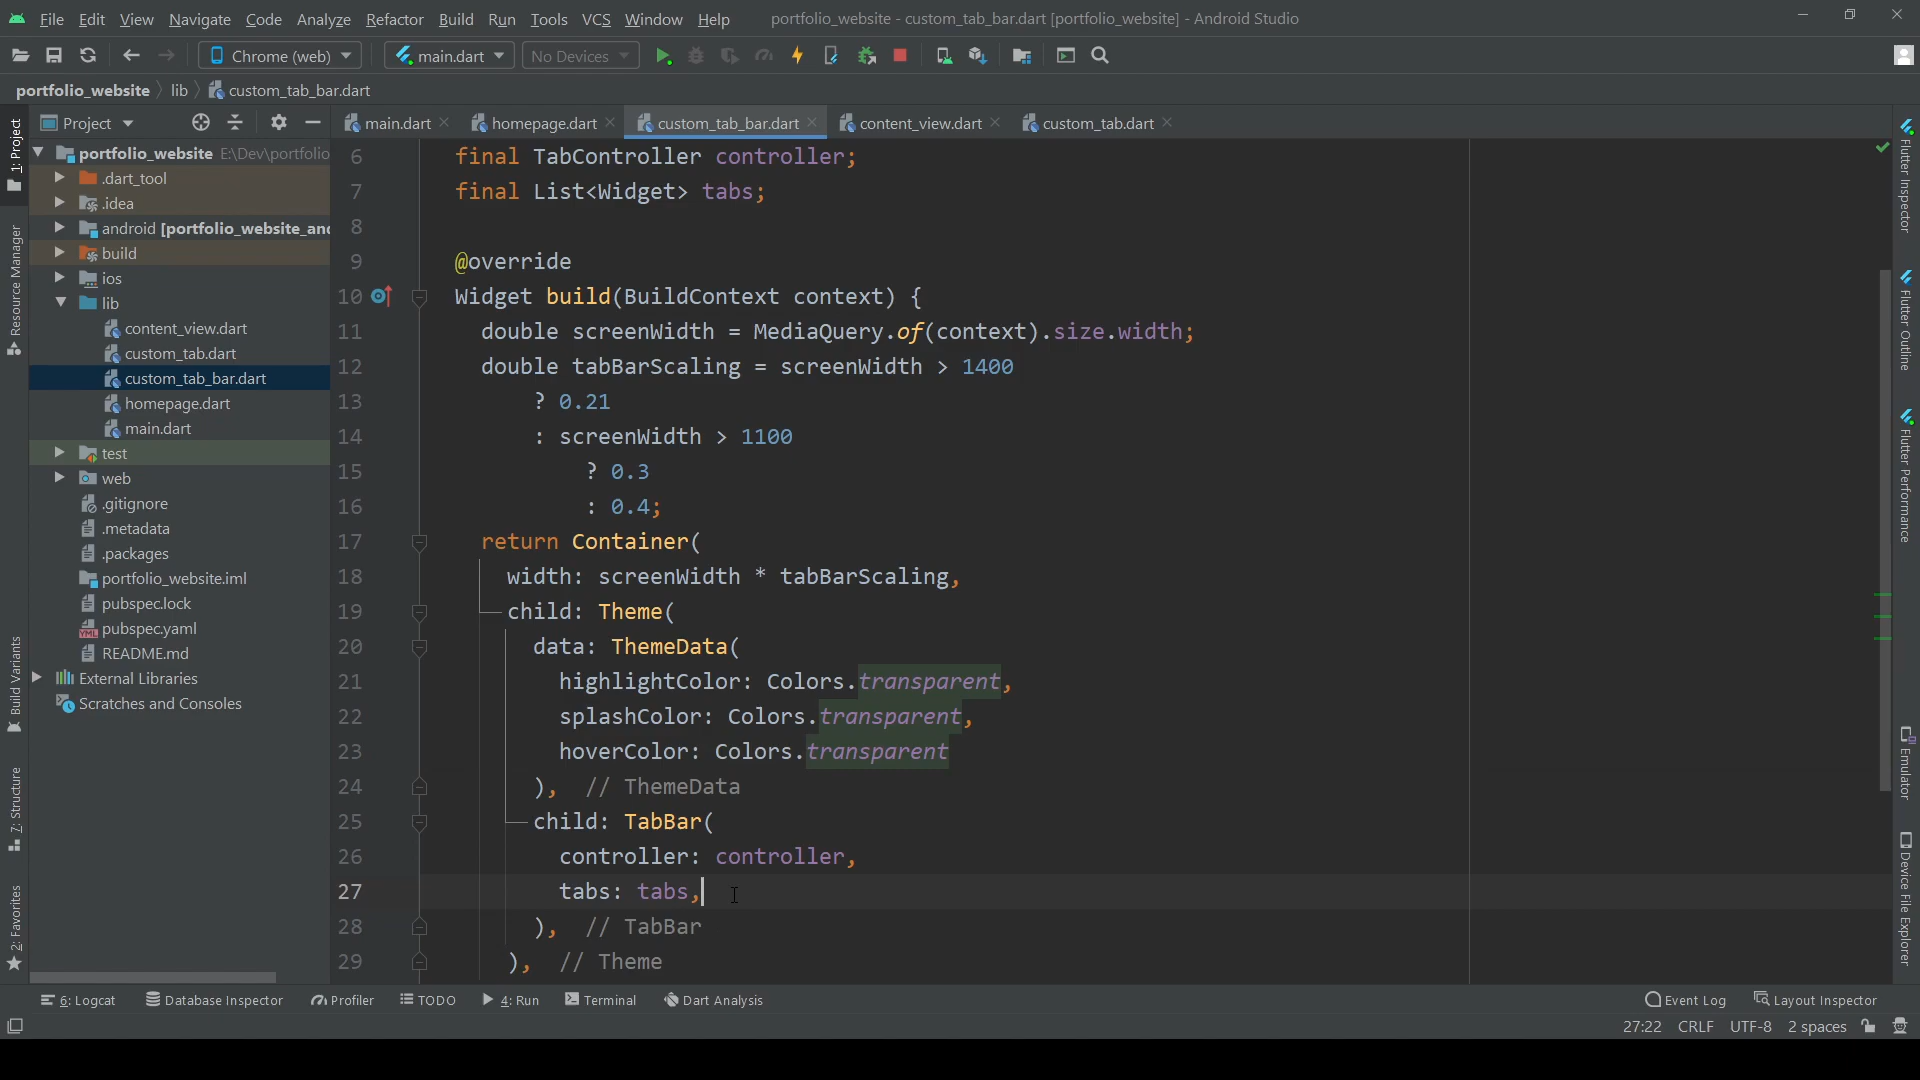 File Edit View Navigate Code Analyze Refactor Build Run Tools VCS Window Help portfolio_website - custom_tab_bar.dart [portfolio_website] - Android Studio
Chrome (web) main.dart No Devices
portfolio_website lib custom_tab_bar.dart
Project main.dart homepage.dart custom_tab_bar.dart content_view.dart custom_tab.dart
portfolio_website E:\Dev\portfolio
.dart_tool
.idea
android [portfolio_website_and
build
ios
lib
content_view.dart
custom_tab.dart
custom_tab_bar.dart
homepage.dart
main.dart
test
web
.gitignore
.metadata
.packages
portfolio_website.iml
pubspec.lock
pubspec.yaml
README.md
External Libraries
Scratches and Consoles
1: Project
Resource Manager
Build Variants
7: Structure
2: Favorites
6 final TabController controller;
7 final List<Widget> tabs;
8
9 @override
10 Widget build(BuildContext context) {
11 double screenWidth = MediaQuery.of(context).size.width;
12 double tabBarScaling = screenWidth > 1400
13 ? 0.21
14 : screenWidth > 1100
15 ? 0.3
16 : 0.4;
17 return Container(
18 width: screenWidth * tabBarScaling,
19 child: Theme(
20 data: ThemeData(
21 highlightColor: Colors.transparent,
22 splashColor: Colors.transparent,
23 hoverColor: Colors.transparent
24 ), // ThemeData
25 child: TabBar(
26 controller: controller,
27 tabs: tabs,
28 ), // TabBar
29 ), // Theme
Flutter Inspector
Flutter Outline
Flutter Performance
Emulator
Device File Explorer
6: Logcat Database Inspector Profiler TODO 4: Run Terminal Dart Analysis Event Log Layout Inspector
27:22 CRLF UTF-8 2 spaces